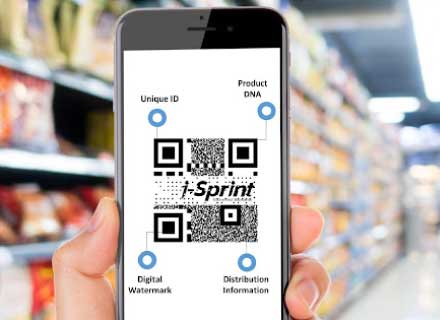 Product
DNA
Unique ID
i-Sprint
Digital
Watermark
Distribution
Information